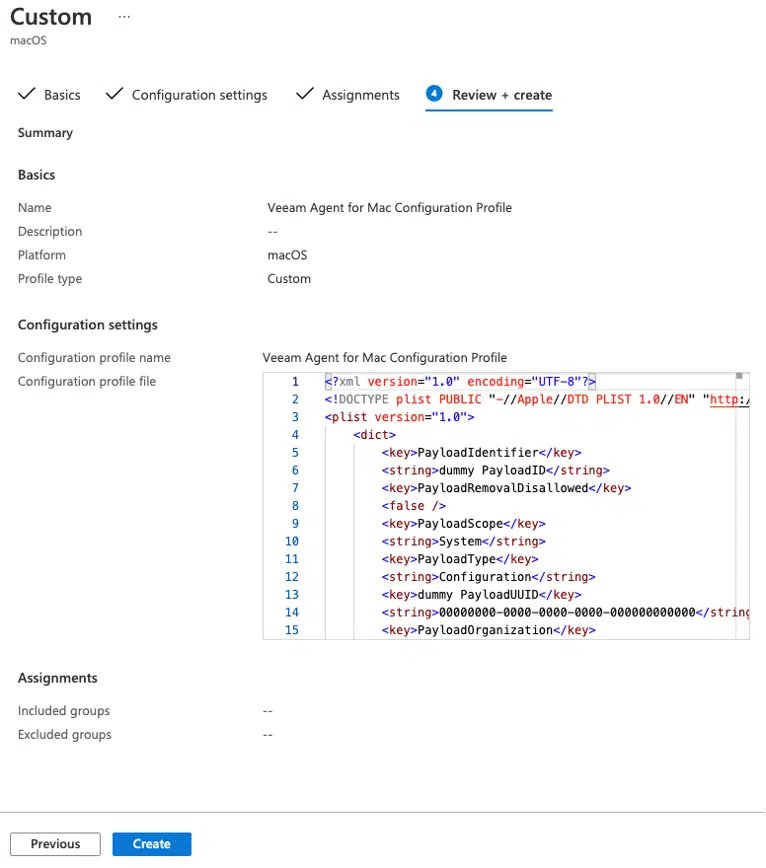 Custom ...
macOS
Basics Configuration settings Assignments 4 Review + create
Summary
Basics
Name Veeam Agent for Mac Configuration Profile
Description --
Platform macOS
Profile type Custom
Configuration settings
Configuration profile name Veeam Agent for Mac Configuration Profile
Configuration profile file
1 <?xml version="1.0" encoding="UTF-8"?>
2 <!DOCTYPE plist PUBLIC "-//Apple//DTD PLIST 1.0//EN" "http:/
3 <plist version="1.0">
4 <dict>
5 <key>PayloadIdentifier</key>
6 <string>dummy PayloadID</string>
7 <key>PayloadRemovalDisallowed</key>
8 <false />
9 <key>PayloadScope</key>
10 <string>System</string>
11 <key>PayloadType</key>
12 <string>Configuration</string>
13 <key>dummy PayloadUUID</key>
14 <string>00000000-0000-0000-0000-000000000000</string
15 <key>PayloadOrganization</key>
Assignments
Included groups --
Excluded groups --
Previous Create